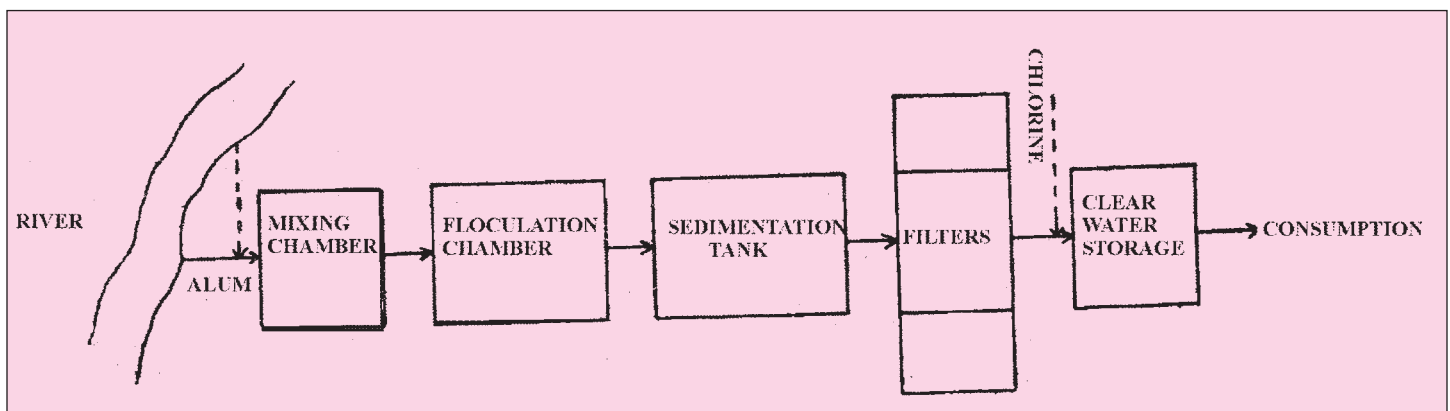 RIVER
ALUM
MIXING
CHAMBER
FLOCULATION
CHAMBER
SEDIMENTATION
TANK
FILTERS
CHLORINE
CLEAR
WATER
STORAGE
CONSUMPTION